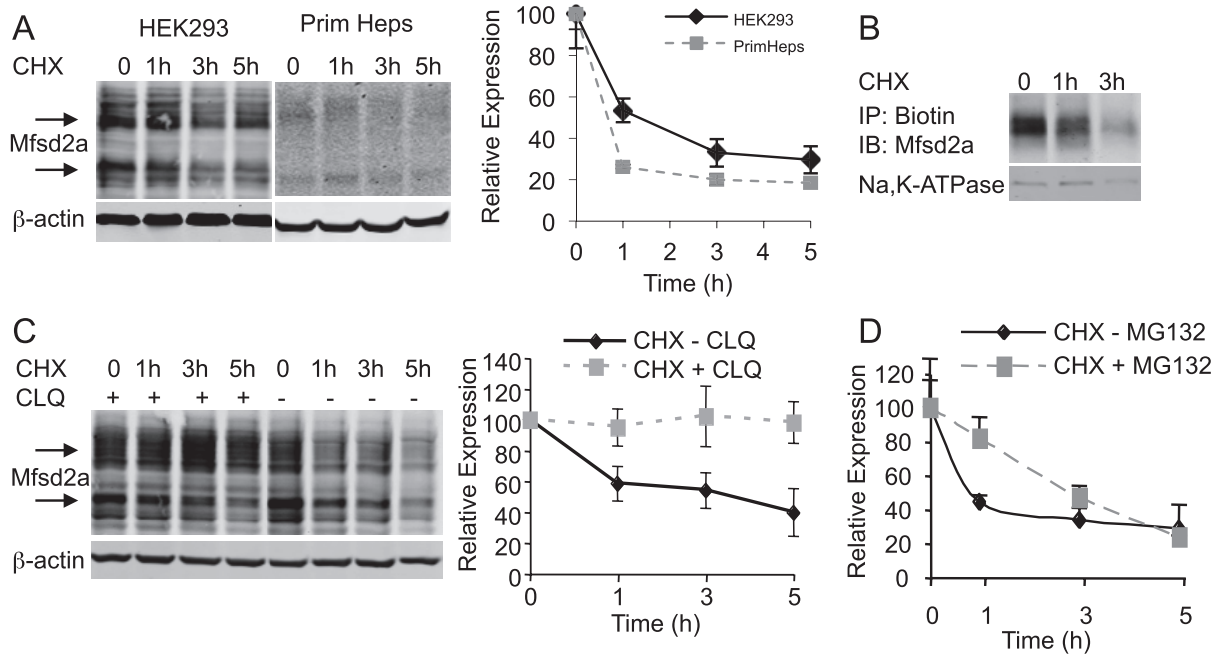 A
HEK293
Prim Heps
CHX 0 1h 3h 5h 0 1h 3h 5h
Mfsd2a
β-actin
Relative Expression
100
80
60
40
20
0
0 1 2 3 4 5
Time (h)
HEK293
PrimHeps
B
CHX 0 1h 3h
IP: Biotin
IB: Mfsd2a
Na,K-ATPase
C
CHX 0 1h 3h 5h 0 1h 3h 5h
CLQ + + + + - - - -
Mfsd2a
β-actin
CHX - CLQ
CHX + CLQ
Relative Expression
140
120
100
80
60
40
20
0
0 1 3 5
Time (h)
D
CHX - MG132
CHX + MG132
Relative Expression
120
100
80
60
40
20
0
0 1 3 5
Time (h)